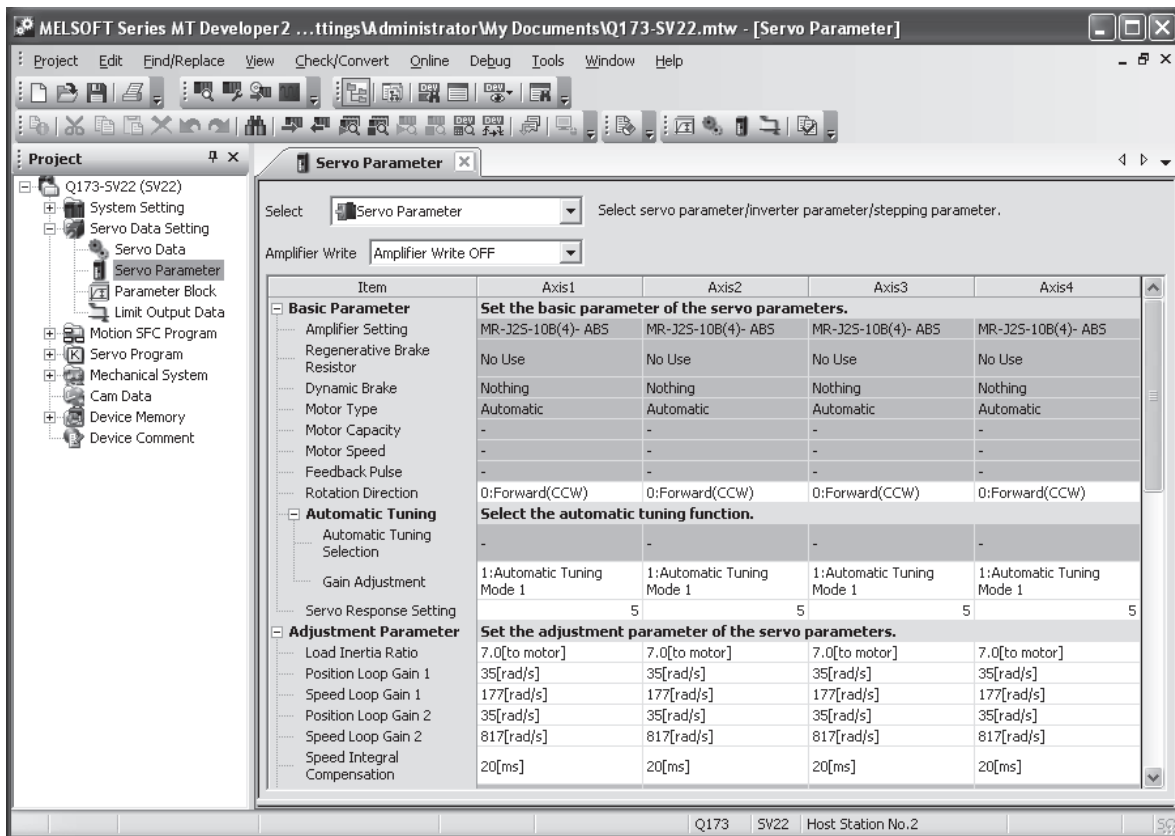 MELSOFT Series MT Developer2 ...ttings\Administrator\My Documents\Q173-SV22.mtw - [Servo Parameter]
Project Edit Find/Replace View Check/Convert Online Debug Tools Window Help
Project
Servo Parameter
Q173-SV22 (SV22)
System Setting
Servo Data Setting
Servo Data
Servo Parameter
Parameter Block
Limit Output Data
Motion SFC Program
Servo Program
Mechanical System
Cam Data
Device Memory
Device Comment
Select Servo Parameter Select servo parameter/inverter parameter/stepping parameter.
Amplifier Write Amplifier Write OFF
Item Axis1 Axis2 Axis3 Axis4
Basic Parameter Set the basic parameter of the servo parameters.
Amplifier Setting MR-J2S-10B(4)- ABS MR-J2S-10B(4)- ABS MR-J2S-10B(4)- ABS MR-J2S-10B(4)- ABS
Regenerative Brake
Resistor No Use No Use No Use No Use
Dynamic Brake Nothing Nothing Nothing Nothing
Motor Type Automatic Automatic Automatic Automatic
Motor Capacity - - - -
Motor Speed - - - -
Feedback Pulse - - - -
Rotation Direction 0:Forward(CCW) 0:Forward(CCW) 0:Forward(CCW) 0:Forward(CCW)
Automatic Tuning Select the automatic tuning function.
Automatic Tuning
Selection - - - -
Gain Adjustment 1:Automatic Tuning Mode 1 1:Automatic Tuning Mode 1 1:Automatic Tuning Mode 1 1:Automatic Tuning Mode 1
Servo Response Setting 5 5 5 5
Adjustment Parameter Set the adjustment parameter of the servo parameters.
Load Inertia Ratio 7.0[to motor] 7.0[to motor] 7.0[to motor] 7.0[to motor]
Position Loop Gain 1 35[rad/s] 35[rad/s] 35[rad/s] 35[rad/s]
Speed Loop Gain 1 177[rad/s] 177[rad/s] 177[rad/s] 177[rad/s]
Position Loop Gain 2 35[rad/s] 35[rad/s] 35[rad/s] 35[rad/s]
Speed Loop Gain 2 817[rad/s] 817[rad/s] 817[rad/s] 817[rad/s]
Speed Integral
Compensation 20[ms] 20[ms] 20[ms] 20[ms]
Q173 SV22 Host Station No.2